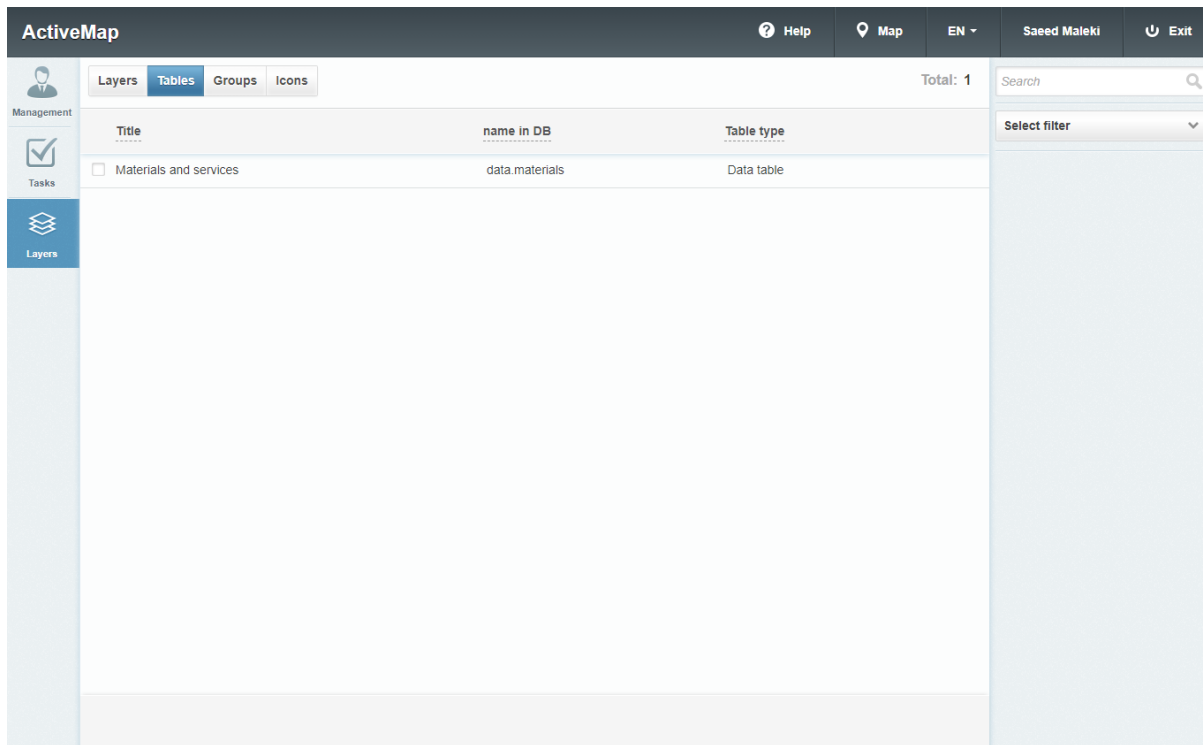 ActiveMap Help Map EN Saeed Maleki Exit
Management
Tasks
Layers
Layers Tables Groups Icons Total: 1
Title name in DB Table type
Materials and services data.materials Data table
Search
Select filter